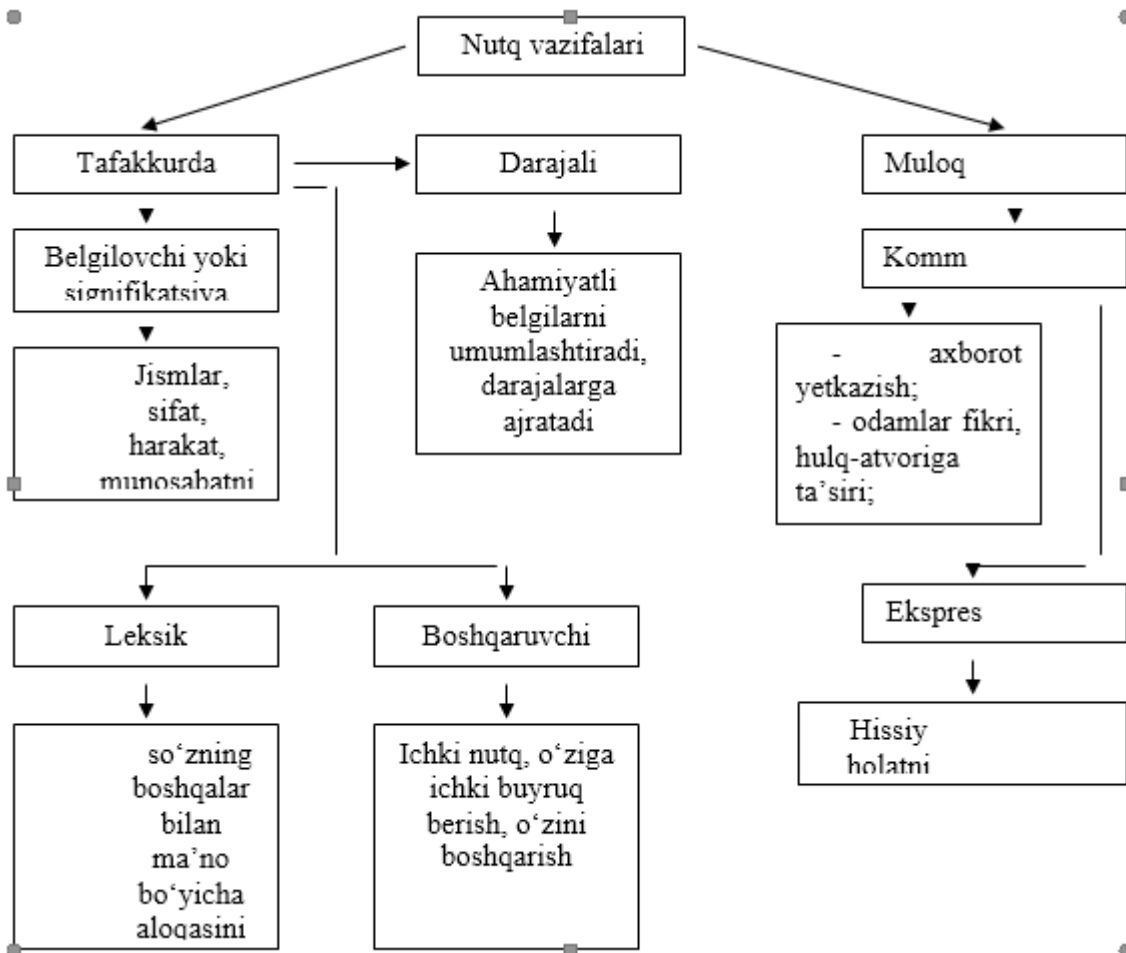 Nutq vazifalari
Tafakkurda
Darajali
Muloq
Belgilovchi yoki
signifikatsiya
Komm
Ahamiyatli
belgilarni
umumlashtiradi,
darajalarga
ajratadi
Jismlar,
sifat,
harakat,
munosabatni
- axborot
yetkazish;
- odamlar fikri,
hulq-atvoriga
ta’siri;
Leksik
Boshqaruvchi
Ekspres
so‘zning
boshqalar
bilan
ma’no
bo‘yicha
aloqasini
Ichki nutq, o‘ziga
ichki buyruq
berish, o‘zini
boshqarish
Hissiy
holatni